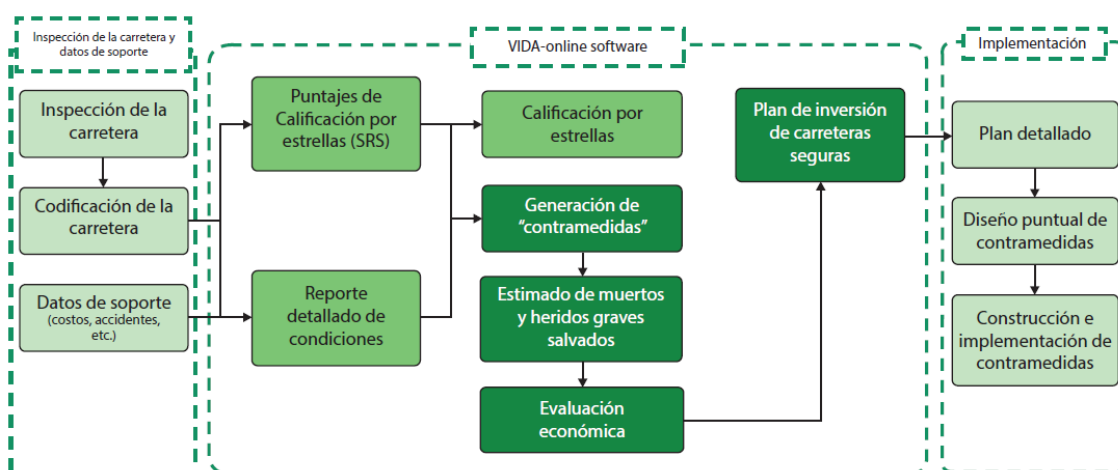 Inspección de la carretera y
datos de soporte
Inspección de la
carretera
Codificación de la
carretera
Datos de soporte
(costos, accidentes,
etc.)
VIDA-online software
Puntajes de
Calificación por
estrellas (SRS)
Reporte
detallado de
condiciones
Calificación por
estrellas
Generación de
“contramedidas”
Estimado de muertos
y heridos graves
salvados
Evaluación
económica
Plan de inversión
de carreteras
seguras
Implementación
Plan detallado
Diseño puntual de
contramedidas
Construcción e
implementación de
contramedidas